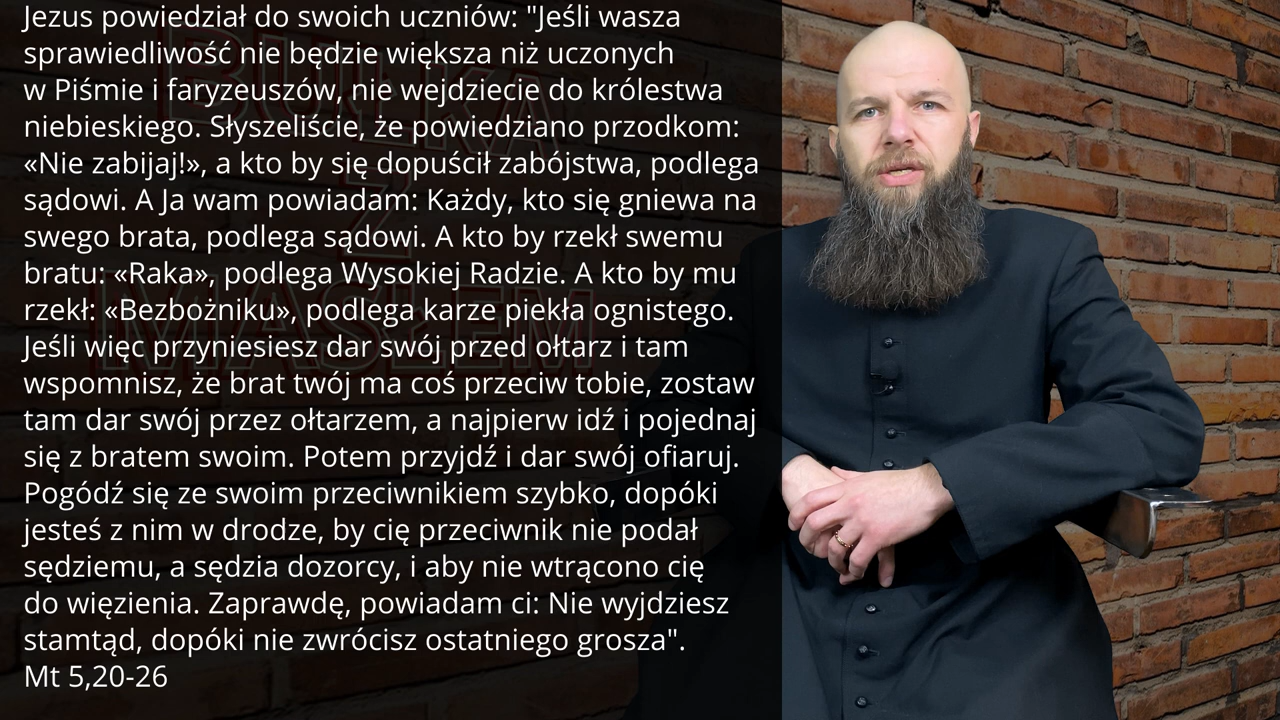 Jezus powiedział do swoich uczniów: "Jeśli wasza
sprawiedliwość nie będzie większa niż uczonych
w Piśmie i faryzeuszów, nie wejdziecie do królestwa
niebieskiego. Słyszeliście, że powiedziano przodkom:
«Nie zabijaj!», a kto by się dopuścił zabójstwa, podlega
sądowi. A Ja wam powiadam: Każdy, kto się gniewa na
swego brata, podlega sądowi. A kto by rzekł swemu
bratu: «Raka», podlega Wysokiej Radzie. A kto by mu
rzekł: «Bezbożniku», podlega karze piekła ognistego.
Jeśli więc przyniesiesz dar swój przed ołtarz i tam
wspomnisz, że brat twój ma coś przeciw tobie, zostaw
tam dar swój przez ołtarzem, a najpierw idź i pojednaj
się z bratem swoim. Potem przyjdź i dar swój ofiaruj.
Pogódź się ze swoim przeciwnikiem szybko, dopóki
jesteś z nim w drodze, by cię przeciwnik nie podał
sędziemu, a sędzia dozorcy, i aby nie wtrącono cię
do więzienia. Zaprawdę, powiadam ci: Nie wyjdziesz
stamtąd, dopóki nie zwrócisz ostatniego grosza".
Mt 5,20-26